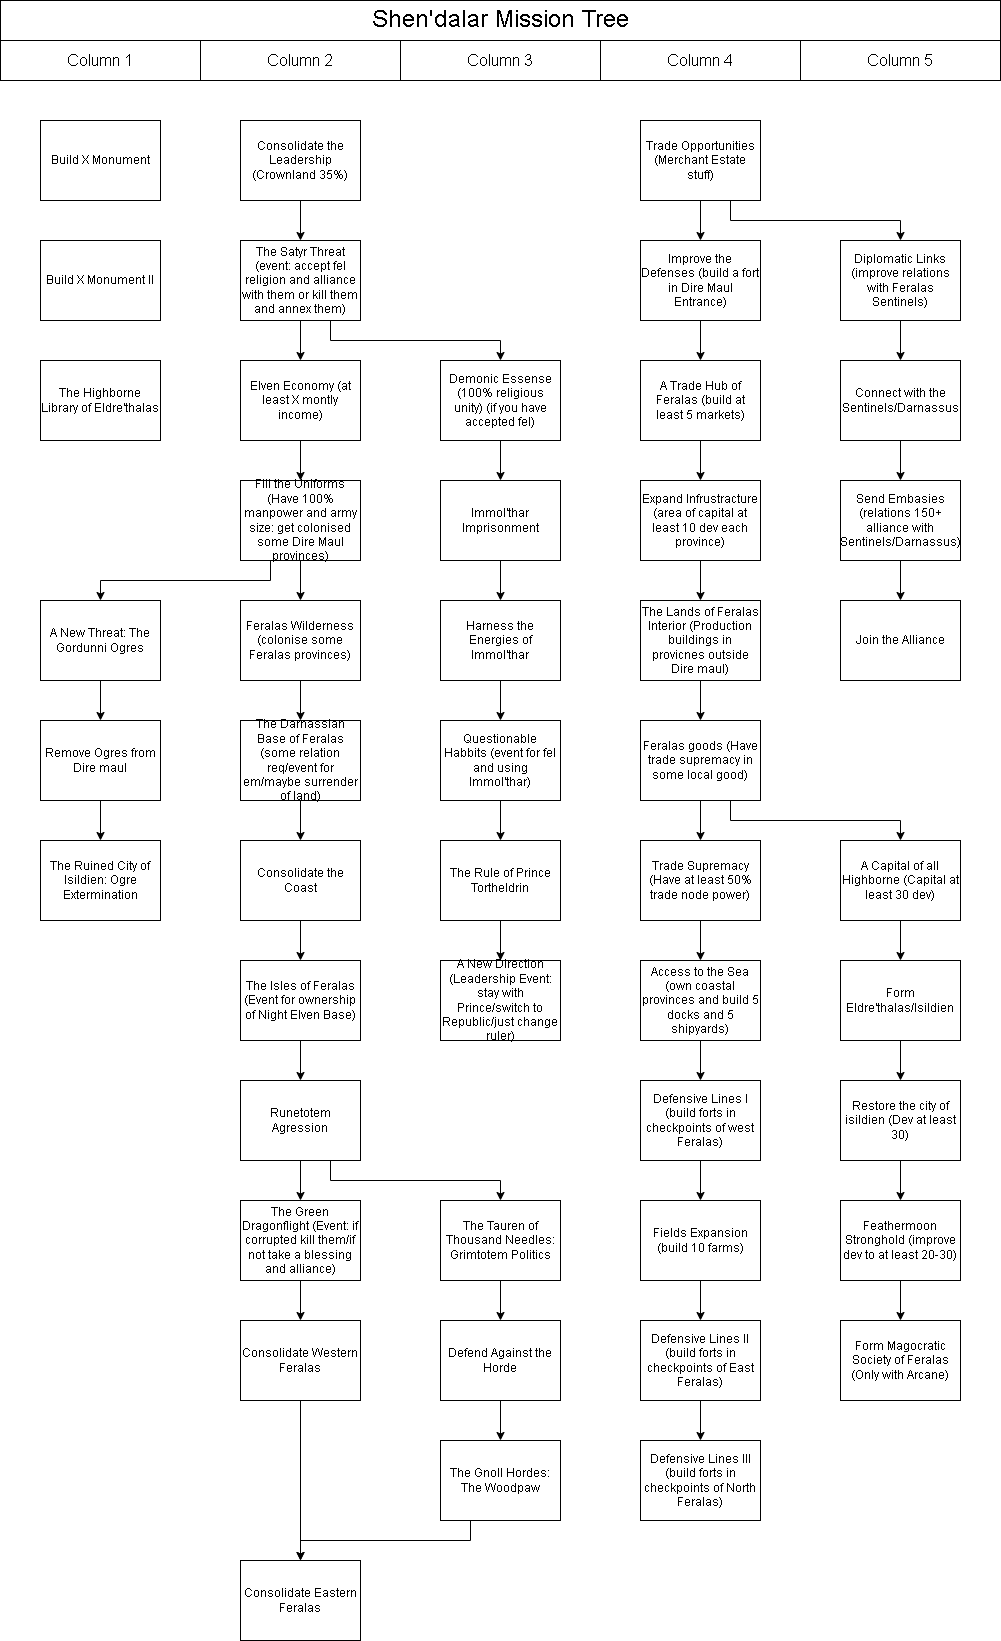 Shen'dalar Mission Tree
Column 1
Column 2
Column 3
Column 4
Column 5
Build X Monument
Consolidate the
Leadership
(Crownland 35%)
Trade Opportunities
(Merchant Estate
stuff)
Build X Monument II
The Satyr Threat
(event: accept fel
religion and alliance
with them or kill them
and annex them)
Improve the
Defenses (build a fort
in Dire Maul
Entrance)
Diplomatic Links
(improve relations
with Feralas
Sentinels)
The Highborne
Library of Eldre'thalas
Elven Economy (at
least X montly
income)
Demonic Essense
(100% religious
unity) (if you have
accepted fel)
A Trade Hub of
Feralas (build at
least 5 markets)
Connect with the
Sentinels/Darnassus
Fill the Uniforms
(Have 100%
manpower and army
size: get colonised
some Dire Maul
provinces)
Immol'thar
Imprisonment
Expand Infrustracture
(area of capital at
least 10 dev each
province)
Send Embasies
(relations 150+
alliance with
Sentinels/Darnassus)
A New Threat: The
Gordunni Ogres
Feralas Wilderness
(colonise some
Feralas provinces)
Harness the
Energies of
Immol'thar
The Lands of Feralas
Interior (Production
buildings in
provicnes outside
Dire maul)
Join the Alliance
Remove Ogres from
Dire maul
The Darnassian
Base of Feralas
(some relation
req/event for
em/maybe surrender
of land)
Questionable
Habbits (event for fel
and using
Immol'thar)
Feralas goods (Have
trade supremacy in
some local good)
The Ruined City of
Isildien: Ogre
Extermination
Consolidate the
Coast
The Rule of Prince
Tortheldrin
Trade Supremacy
(Have at least 50%
trade node power)
A Capital of all
Highborne (Capital at
least 30 dev)
The Isles of Feralas
(Event for ownership
of Night Elven Base)
A New Direction
(Leadership Event:
stay with
Prince/switch to
Republic/just change
ruler)
Access to the Sea
(own coastal
provinces and build 5
docks and 5
shipyards)
Form
Eldre'thalas/Isildien
Runetotem
Agression
Defensive Lines I
(build forts in
checkpoints of west
Feralas)
Restore the city of
isildien (Dev at least
30)
The Green
Dragonflight (Event: if
corrupted kill them/if
not take a blessing
and alliance)
The Tauren of
Thousand Needles:
Grimtotem Politics
Fields Expansion
(build 10 farms)
Feathermoon
Stronghold (improve
dev to at least 20-30)
Consolidate Western
Feralas
Defend Against the
Horde
Defensive Lines II
(build forts in
checkpoints of East
Feralas)
Form Magocratic
Society of Feralas
(Only with Arcane)
The Gnoll Hordes:
The Woodpaw
Defensive Lines III
(build forts in
checkpoints of North
Feralas)
Consolidate Eastern
Feralas